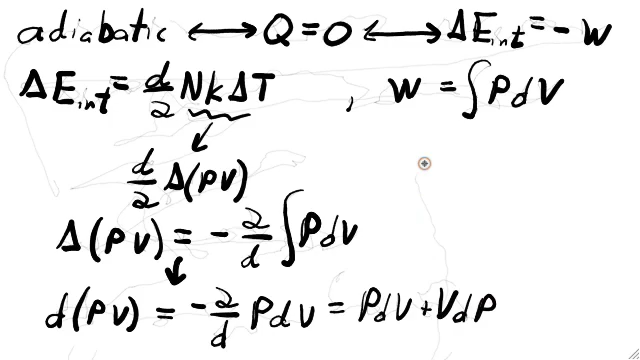 adiabatic ⟷ Q = 0 ⟷ ΔE_int = - W
ΔE_int = d/2 NkΔT , W = ∫PdV
d/2 Δ(PV)
Δ(PV) = - 2/d ∫PdV
d(PV) = - 2/d PdV = PdV + VdP